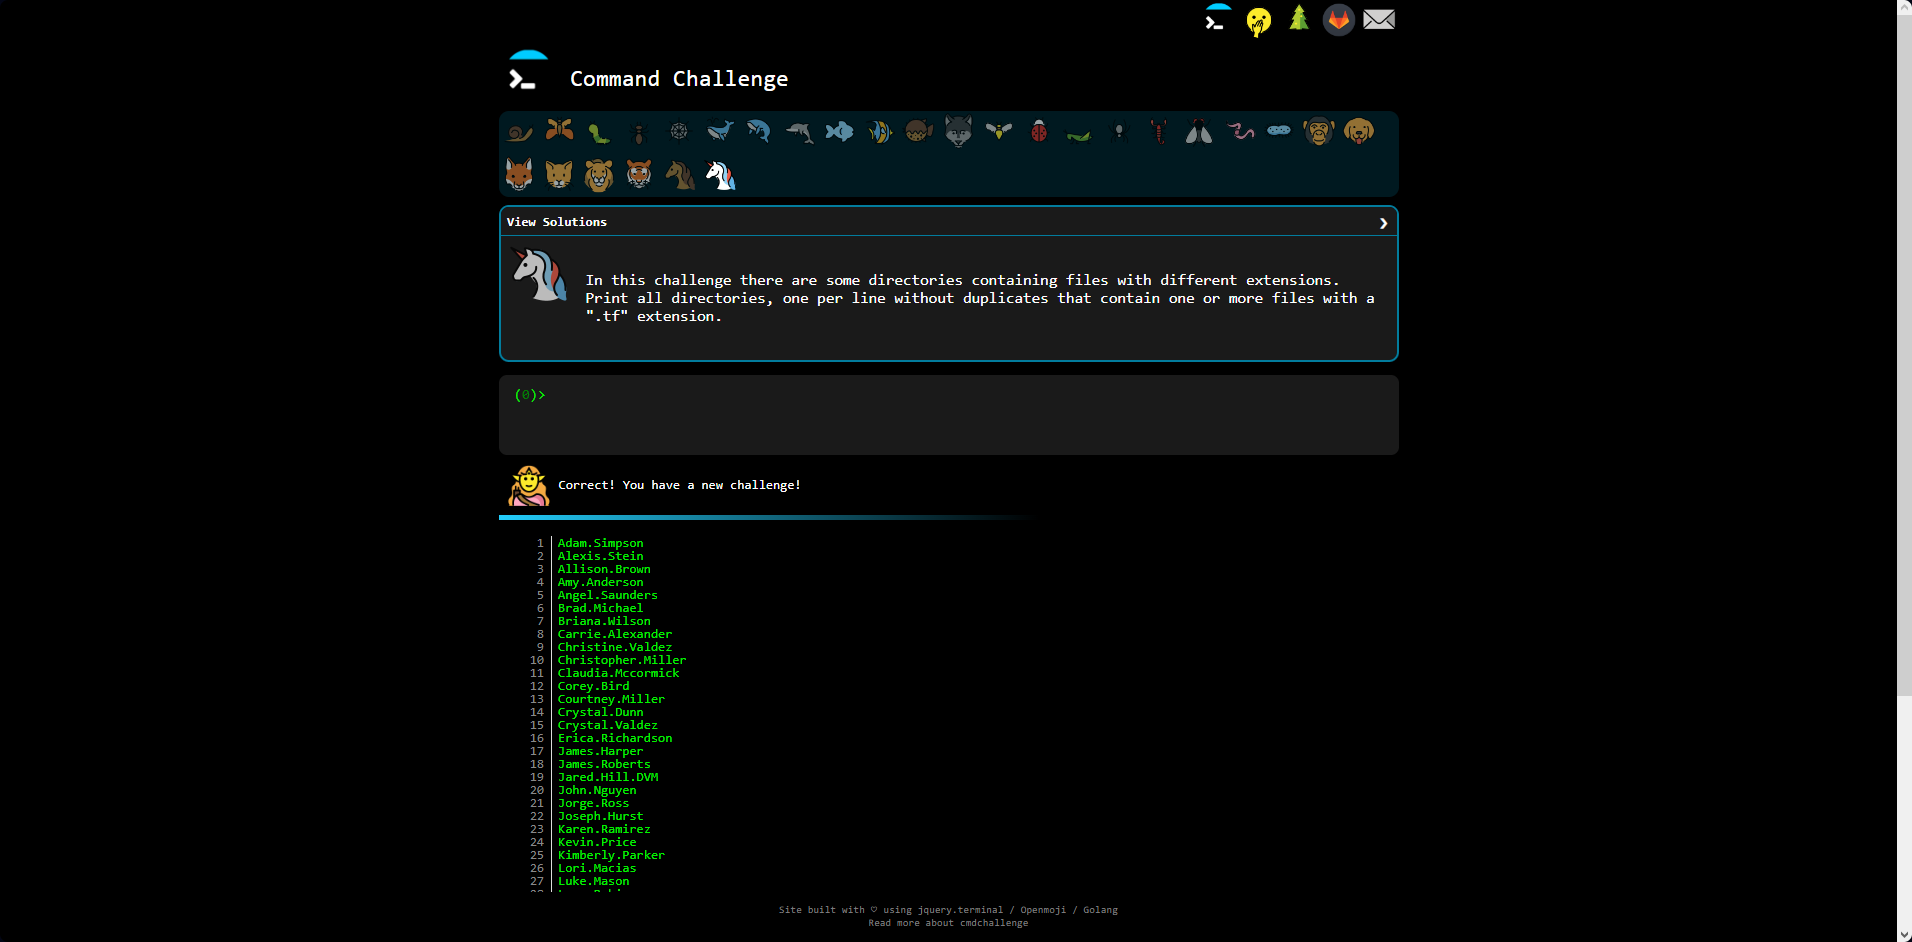 Command Challenge
View Solutions
In this challenge there are some directories containing files with different extensions.
Print all directories, one per line without duplicates that contain one or more files with a
".tf" extension.
(0)>
Correct! You have a new challenge!
1 Adam.Simpson
2 Alexis.Stein
3 Allison.Brown
4 Amy.Anderson
5 Angel.Saunders
6 Brad.Michael
7 Briana.Wilson
8 Carrie.Alexander
9 Christine.Valdez
10 Christopher.Miller
11 Claudia.Mccormick
12 Corey.Bird
13 Courtney.Miller
14 Crystal.Dunn
15 Crystal.Valdez
16 Erica.Richardson
17 James.Harper
18 James.Roberts
19 Jared.Hill.DVM
20 John.Nguyen
21 Jorge.Ross
22 Joseph.Hurst
23 Karen.Ramirez
24 Kevin.Price
25 Kimberly.Parker
26 Lori.Macias
27 Luke.Mason
Site built with ♡ using jquery.terminal / Openmoji / Golang
Read more about cmdchallenge